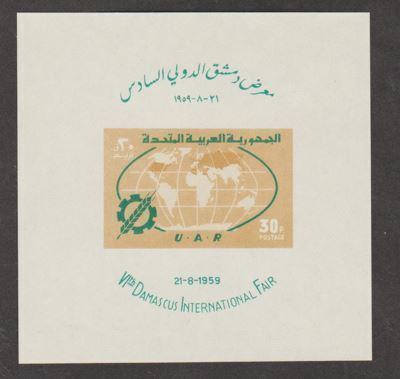 معرض دمشق الدولي السادس
٢١-٨-١٩٥٩
الجمهورية العربية المتحدة
٣٠ ق
30 P.
POSTAGE
U·A·R
21-8-1959
VIth DAMASCUS INTERNATIONAL FAIR